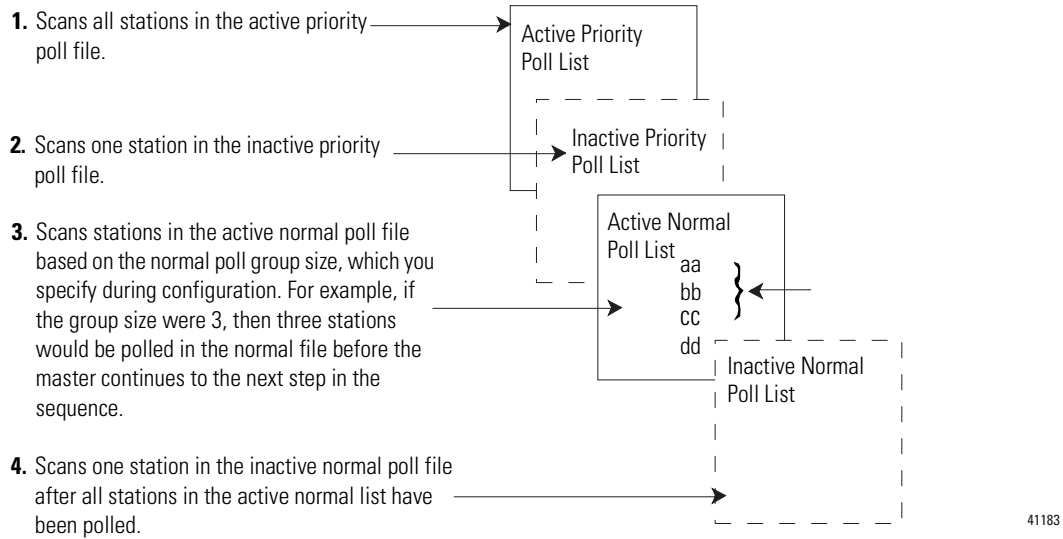 1. Scans all stations in the active priority
poll file.
Active Priority
Poll List
2. Scans one station in the inactive priority
poll file.
Inactive Priority
Poll List
3. Scans stations in the active normal poll file
based on the normal poll group size, which you
specify during configuration. For example, if
the group size were 3, then three stations
would be polled in the normal file before the
master continues to the next step in the
sequence.
Active Normal
Poll List
aa
bb
cc
dd
Inactive Normal
Poll List
4. Scans one station in the inactive normal poll file
after all stations in the active normal list have
been polled.
41183